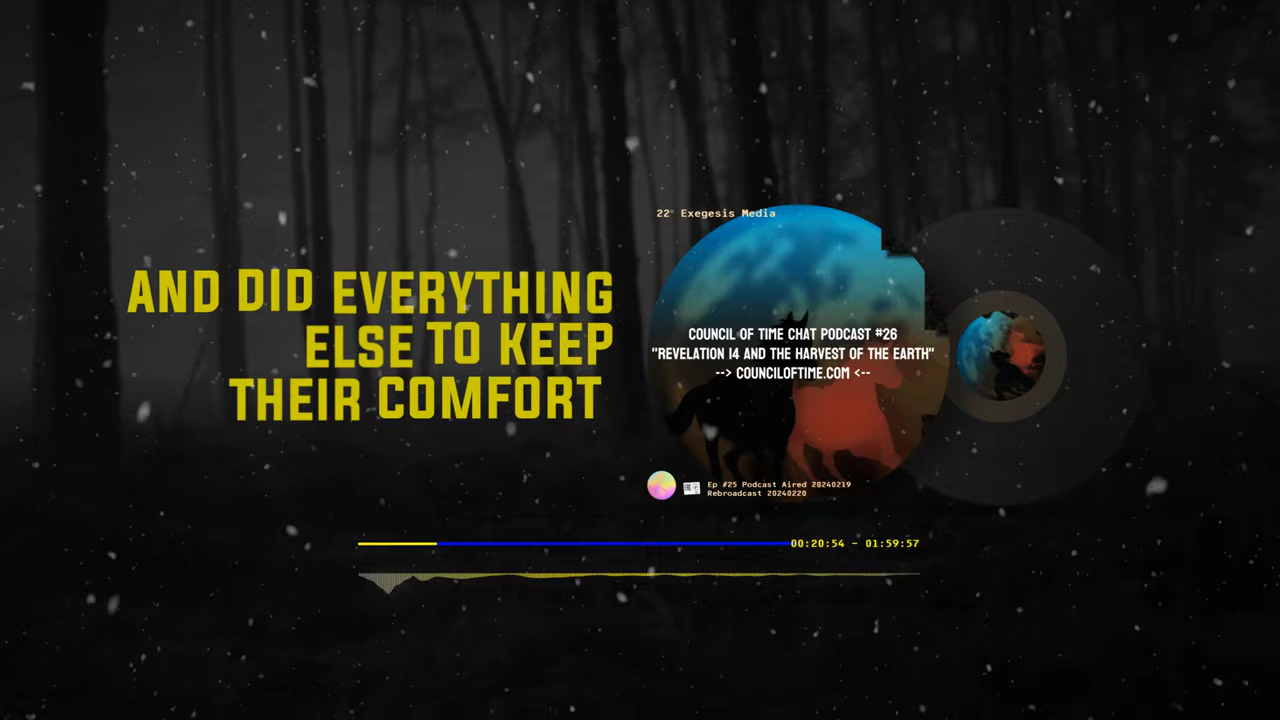 AND DID EVERYTHING
ELSE TO KEEP
THEIR COMFORT
22° Exegesis Media
COUNCIL OF TIME CHAT PODCAST #26
"REVELATION 14 AND THE HARVEST OF THE EARTH"
--> COUNCILOFTIME.COM <--
Ep #25 Podcast Aired 20240219
Rebroadcast 20240220
00:20:54 - 01:59:57